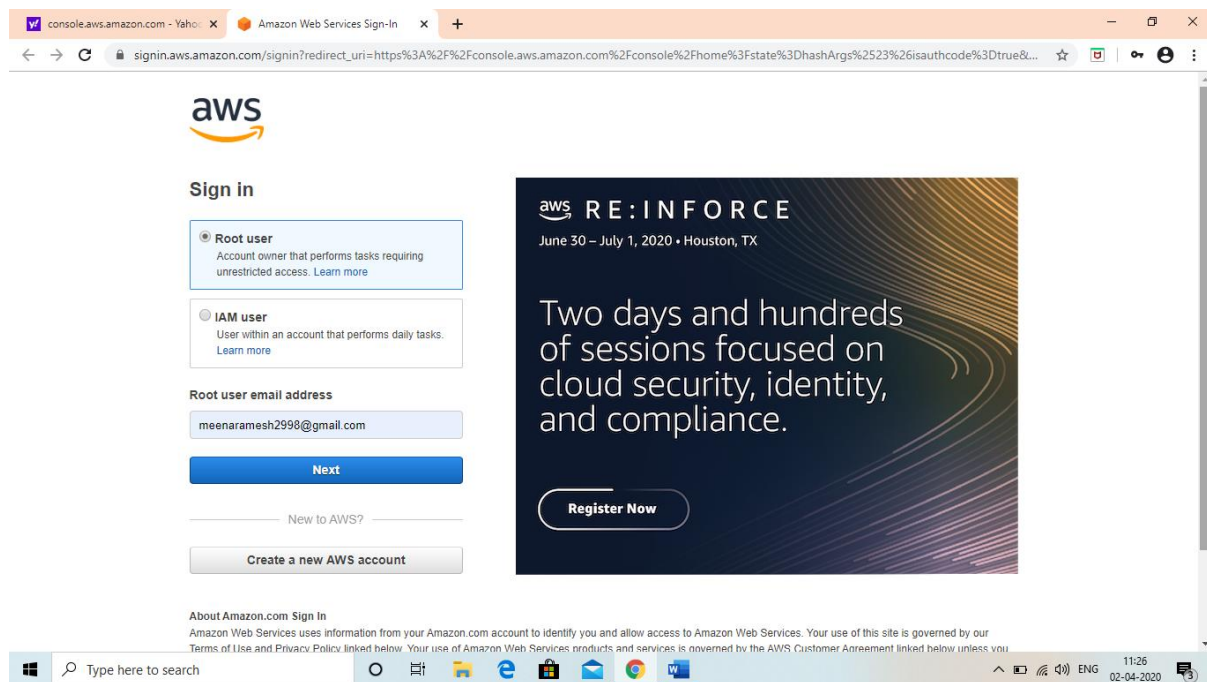 console.aws.amazon.com - Yahoo
Amazon Web Services Sign-In
signin.aws.amazon.com/signin?redirect_uri=https%3A%2F%2Fconsole.aws.amazon.com%2Fconsole%2Fhome%3Fstate%3DhashArgs%2523%26isauthcode%3Dtrue&...
aws
Sign in
Root user
Account owner that performs tasks requiring
unrestricted access. Learn more
IAM user
User within an account that performs daily tasks.
Learn more
Root user email address
meenaramesh2998@gmail.com
Next
New to AWS?
Create a new AWS account
aws RE:INFORCE
June 30 – July 1, 2020 • Houston, TX
Two days and hundreds
of sessions focused on
cloud security, identity,
and compliance.
Register Now
About Amazon.com Sign In
Amazon Web Services uses information from your Amazon.com account to identify you and allow access to Amazon Web Services. Your use of this site is governed by our
Terms of Use and Privacy Policy linked below. Your use of Amazon Web Services products and services is governed by the AWS Customer Agreement linked below unless you
Type here to search
ENG
11:26
02-04-2020
3